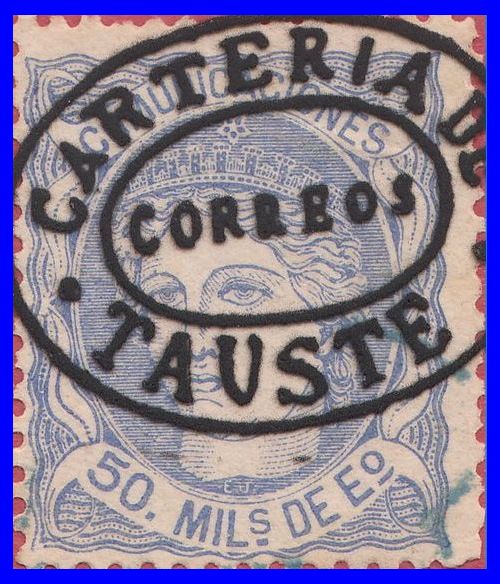 CARTERIA DE
COMUNICACIONES
CORREOS
TAUSTE
E.J.
50. MILS DE EO